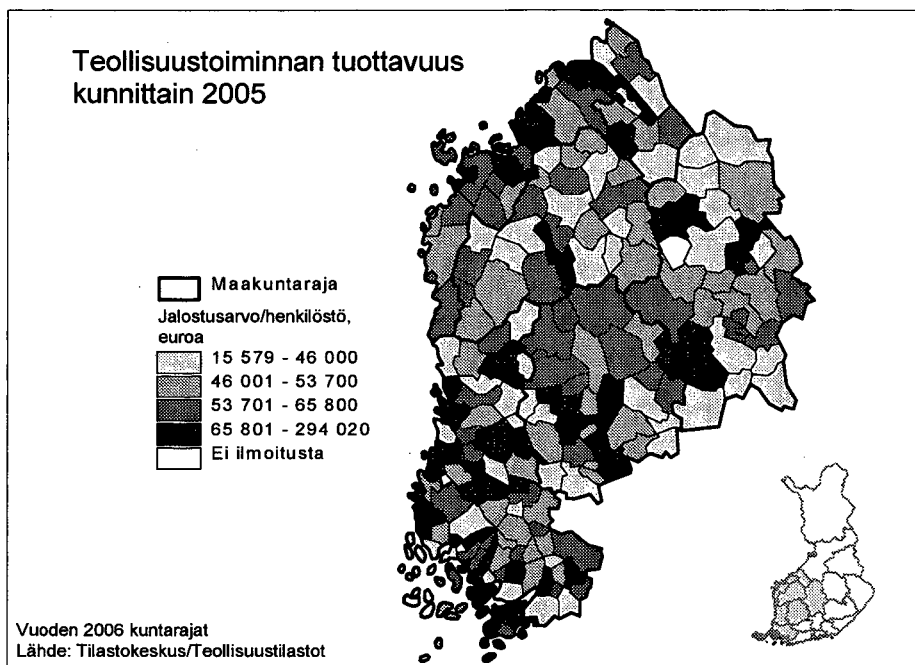 Teollisuustoiminnan tuottavuus
kunnittain 2005
Maakuntaraja
Jalostusarvo/henkilöstö,
euroa
15 579 - 46 000
46 001 - 53 700
53 701 - 65 800
65 801 - 294 020
Ei ilmoitusta
Vuoden 2006 kuntarajat
Lähde: Tilastokeskus/Teollisuustilastot